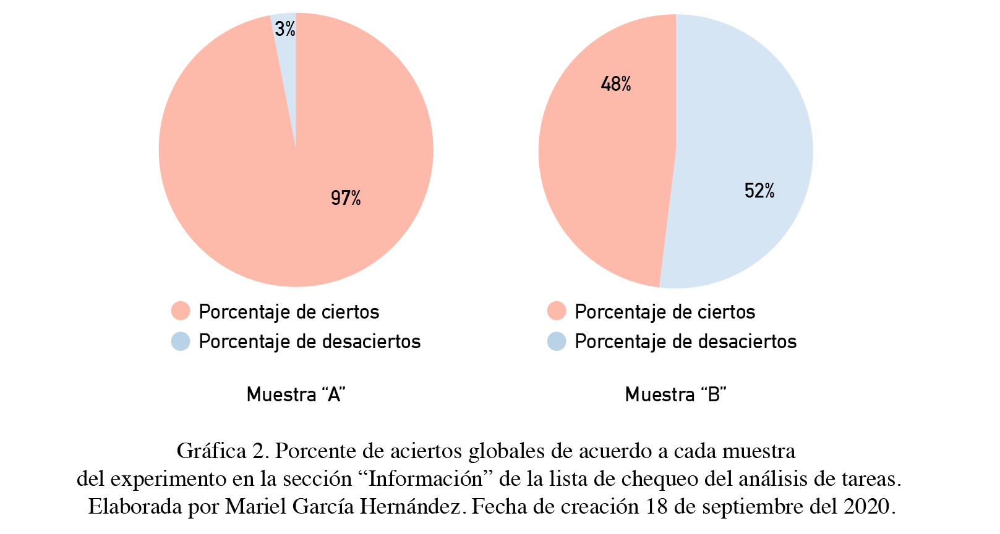 3%
97%
48%
52%
Porcentaje de ciertos
Porcentaje de desaciertos
Muestra “A”
Porcentaje de ciertos
Porcentaje de desaciertos
Muestra “B”
Gráfica 2. Porcente de aciertos globales de acuerdo a cada muestra
del experimento en la sección “Información” de la lista de chequeo del análisis de tareas.
Elaborada por Mariel García Hernández. Fecha de creación 18 de septiembre del 2020.